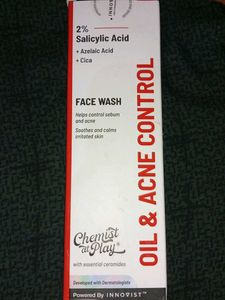 2%
Salicylic Acid
+ Azelaic Acid
+ Cica
FACE WASH
Helps control sebum
and acne
Soothes and calms
irritated skin
OIL & ACNE CONTROL
Chemist
at Play®
with essential ceramides
Developed with Dermatologists
Powered By INNOVIST™